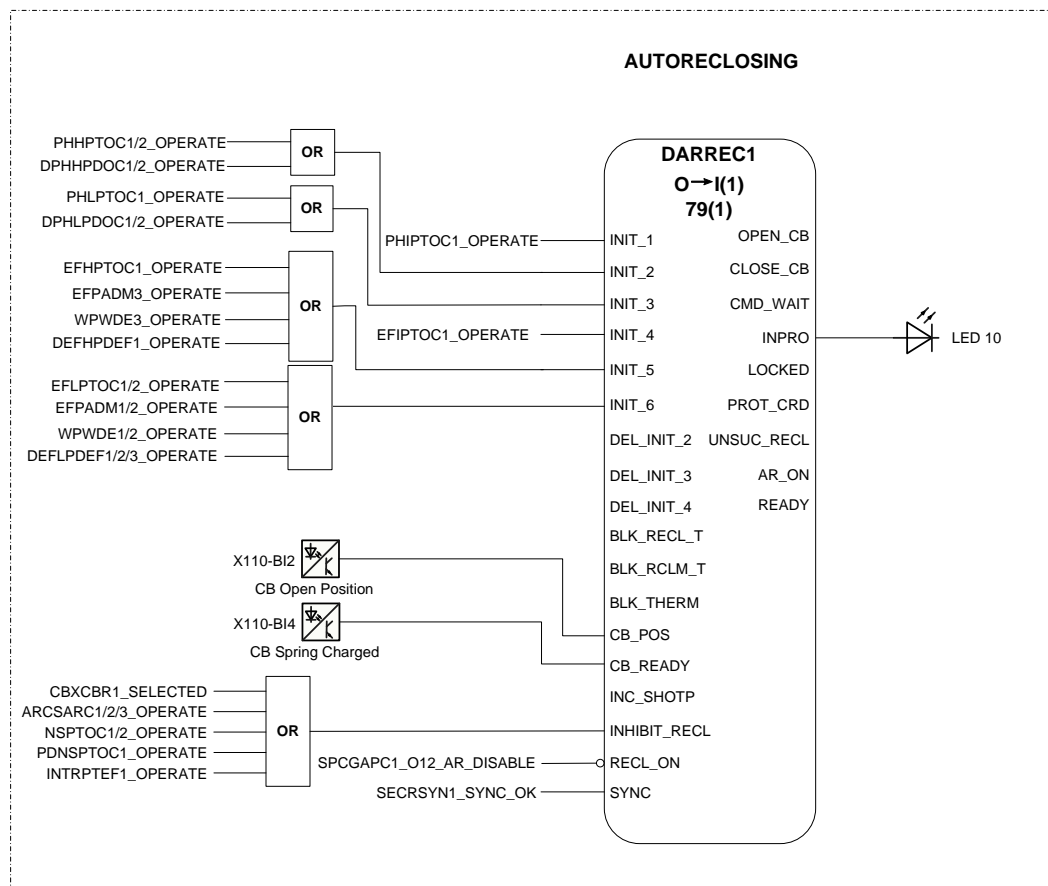 AUTORECLOSING
PHHPTOC1/2_OPERATE
DPHHPDOC1/2_OPERATE
OR
PHLPTOC1_OPERATE
DPHLPDOC1/2_OPERATE
OR
EFHPTOC1_OPERATE
EFPADM3_OPERATE
WPWDE3_OPERATE
DEFHPDEF1_OPERATE
OR
EFLPTOC1/2_OPERATE
EFPADM1/2_OPERATE
WPWDE1/2_OPERATE
DEFLPDEF1/2/3_OPERATE
OR
PHIPTOC1_OPERATE
EFIPTOC1_OPERATE
X110-BI2
CB Open Position
X110-BI4
CB Spring Charged
CBXCBR1_SELECTED
ARCSARC1/2/3_OPERATE
NSPTOC1/2_OPERATE
PDNSPTOC1_OPERATE
INTRPTEF1_OPERATE
OR
SPCGAPC1_O12_AR_DISABLE
SECRSYN1_SYNC_OK
DARREC1
O→I(1)
79(1)
INIT_1
INIT_2
INIT_3
INIT_4
INIT_5
INIT_6
DEL_INIT_2
DEL_INIT_3
DEL_INIT_4
BLK_RECL_T
BLK_RCLM_T
BLK_THERM
CB_POS
CB_READY
INC_SHOTP
INHIBIT_RECL
RECL_ON
SYNC
OPEN_CB
CLOSE_CB
CMD_WAIT
INPRO
LOCKED
PROT_CRD
UNSUC_RECL
AR_ON
READY
LED 10